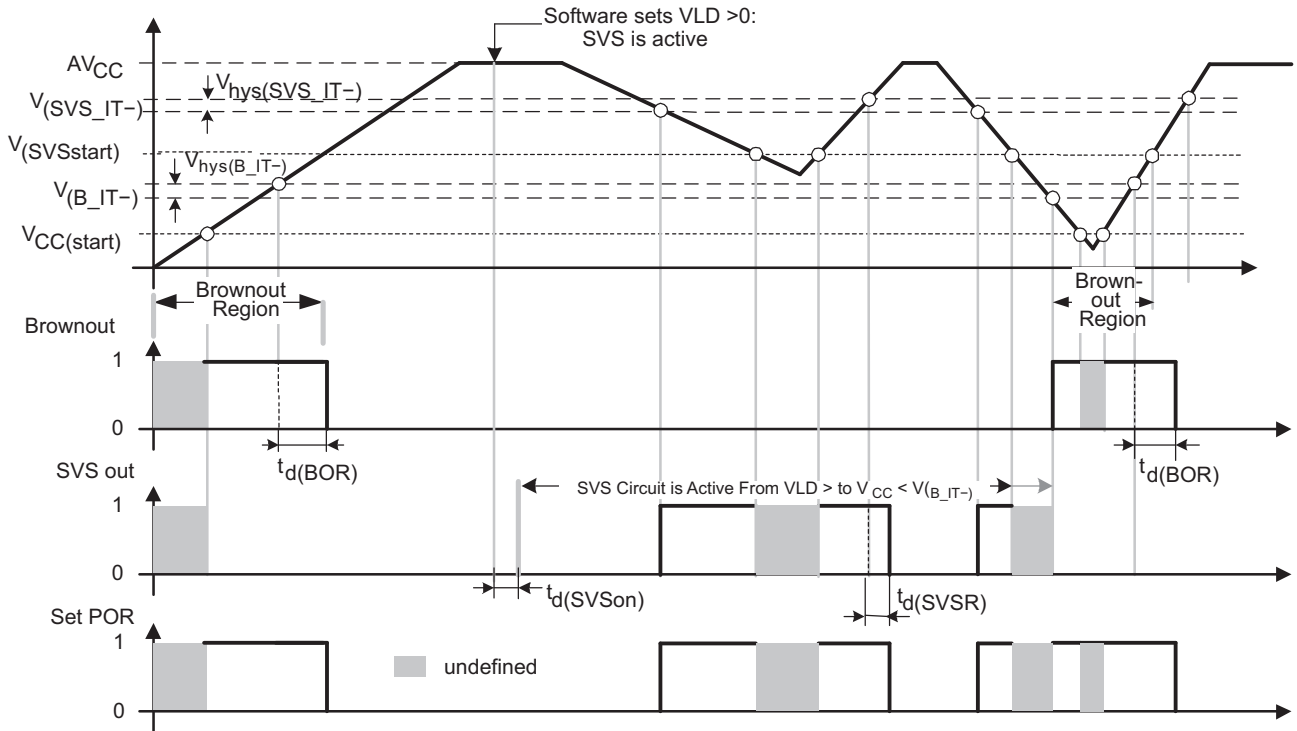 Software sets VLD >0:
SVS is active
AVCC
Vhys(SVS_IT−)
V(SVS_IT−)
V(SVSstart)
Vhys(B_IT−)
V(B_IT−)
VCC(start)
Brownout
Region
Brown-
out
Region
Brownout
1
0
td(BOR)
td(BOR)
SVS out
SVS Circuit is Active From VLD > to VCC < V(B_IT−)
1
0
td(SVSon)
td(SVSR)
Set POR
1
undefined
0